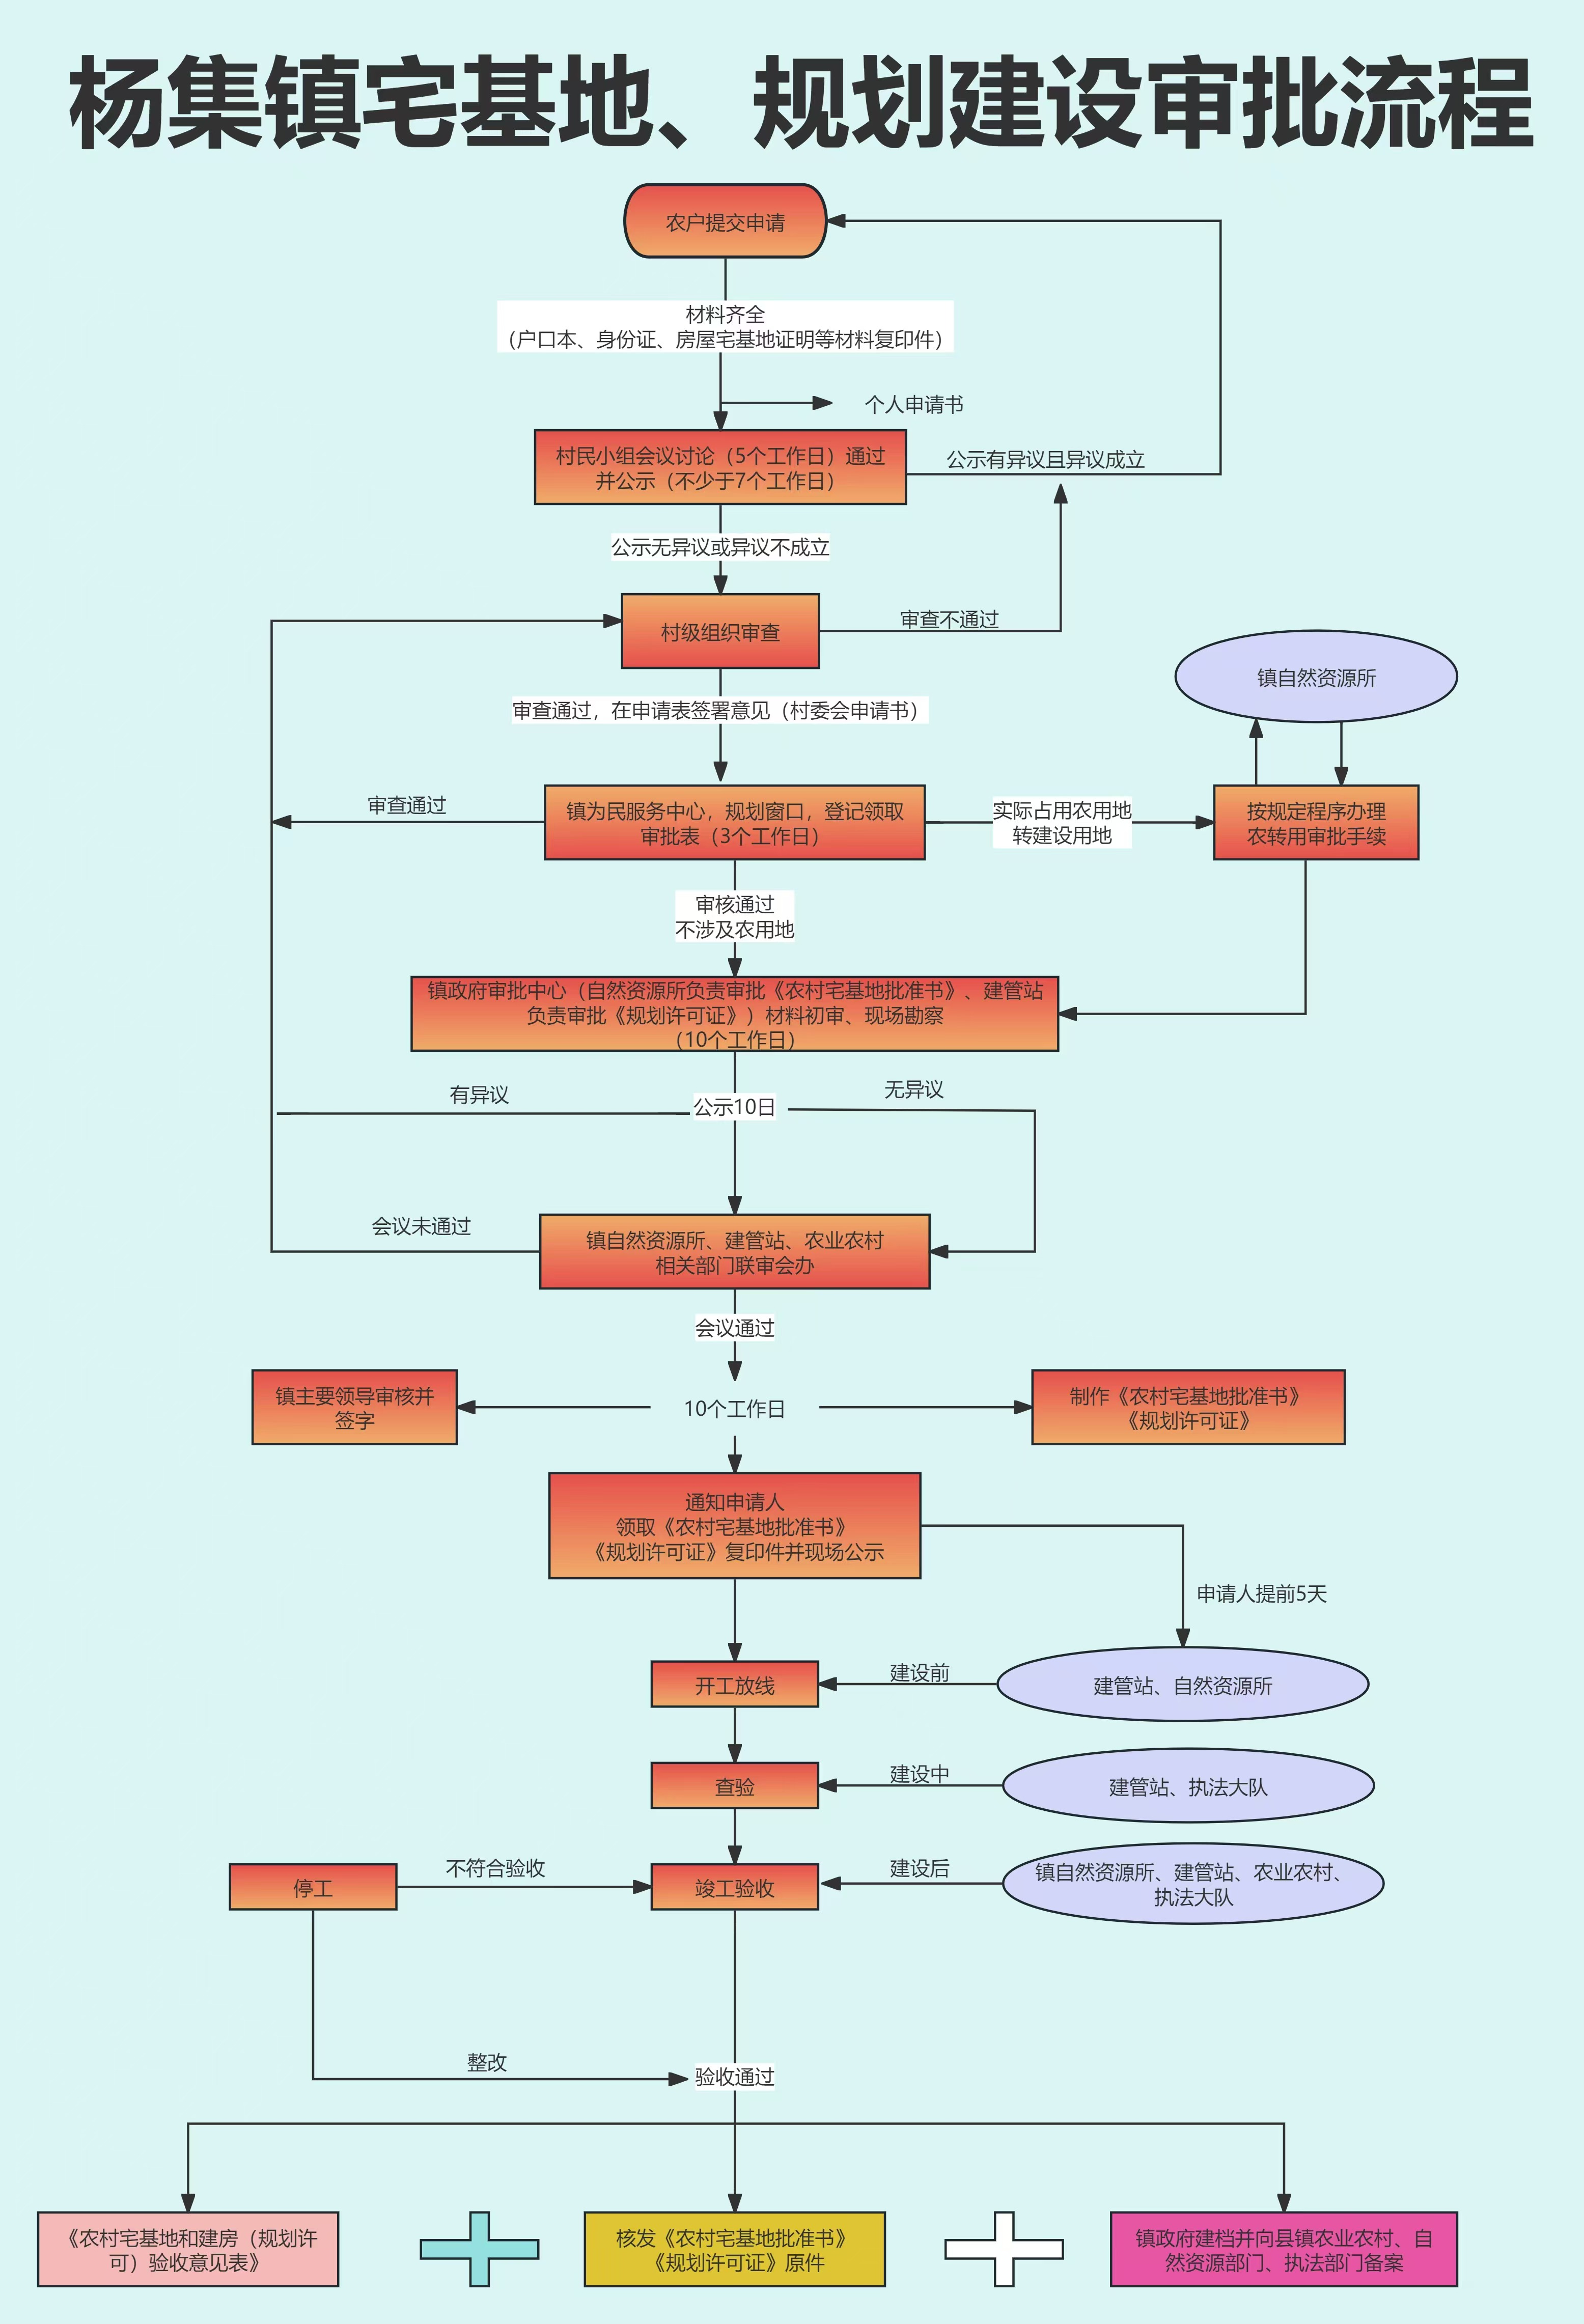 杨集镇宅基地、规划建设审批流程
农户提交申请
材料齐全
（户口本、身份证、房屋宅基地证明等材料复印件）
个人申请书
村民小组会议讨论（5个工作日）通过
并公示（不少于7个工作日）
公示有异议且异议成立
公示无异议或异议不成立
村级组织审查
审查不通过
审查通过，在申请表签署意见（村委会申请书）
镇自然资源所
审查通过
镇为民服务中心，规划窗口，登记领取
审批表（3个工作日）
实际占用农用地
转建设用地
按规定程序办理
农转用审批手续
审核通过
不涉及农用地
镇政府审批中心（自然资源所负责审批《农村宅基地批准书》、建管站
负责审批《规划许可证》）材料初审、现场勘察
（10个工作日）
有异议
公示10日
无异议
会议未通过
镇自然资源所、建管站、农业农村
相关部门联审会办
会议通过
镇主要领导审核并
签字
10个工作日
制作《农村宅基地批准书》
《规划许可证》
通知申请人
领取《农村宅基地批准书》
《规划许可证》复印件并现场公示
申请人提前5天
开工放线
建设前
建管站、自然资源所
查验
建设中
建管站、执法大队
停工
不符合验收
竣工验收
建设后
镇自然资源所、建管站、农业农村、
执法大队
整改
验收通过
《农村宅基地和建房（规划许
可）验收意见表》
核发《农村宅基地批准书》
《规划许可证》原件
镇政府建档并向县镇农业农村、自
然资源部门、执法部门备案